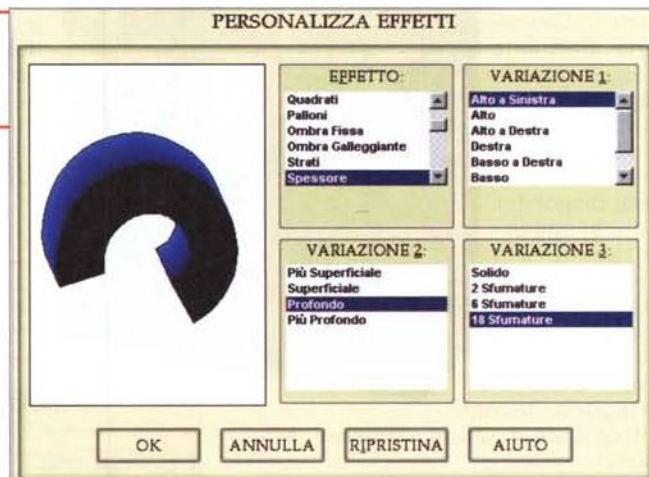 PERSONALIZZA EFFETTI
EFFETTO:
Quadrati
Palloni
Ombra Fissa
Ombra Galleggiante
Strati
Spessore
VARIAZIONE 1:
Alto a Sinistra
Alto
Alto a Destra
Destra
Basso a Destra
Basso
VARIAZIONE 2:
Più Superficiale
Superficiale
Profondo
Più Profondo
VARIAZIONE 3:
Solido
2 Sfumature
6 Sfumature
18 Sfumature
OK
ANNULLA
RIPRISTINA
AIUTO